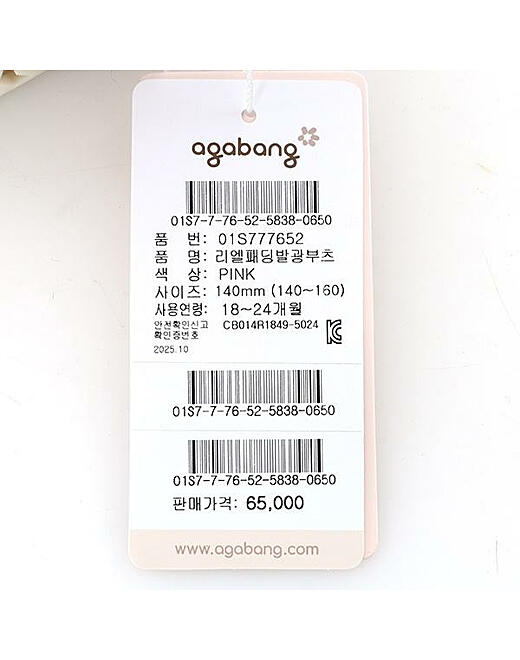 agabang
01S7-7-76-52-5838-0650
품 번: 01S777652
품 명: 리엘패딩발광부츠
색 상: PINK
사이즈: 140mm (140~160)
사용연령: 18~24개월
안전확인신고 CB014R1849-5024
확인증번호
2025.10
01S7-7-76-52-5838-0650
01S7-7-76-52-5838-0650
판매가격: 65,000
www.agabang.com